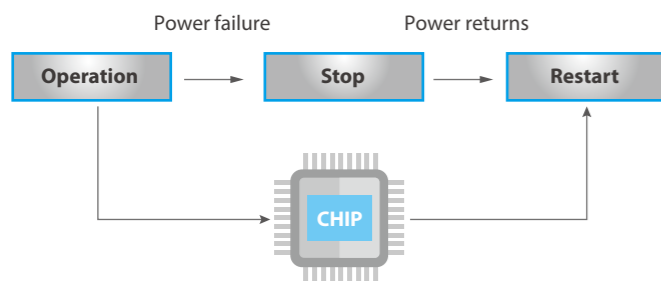 Power failure
Power returns
Operation
Stop
Restart
CHIP